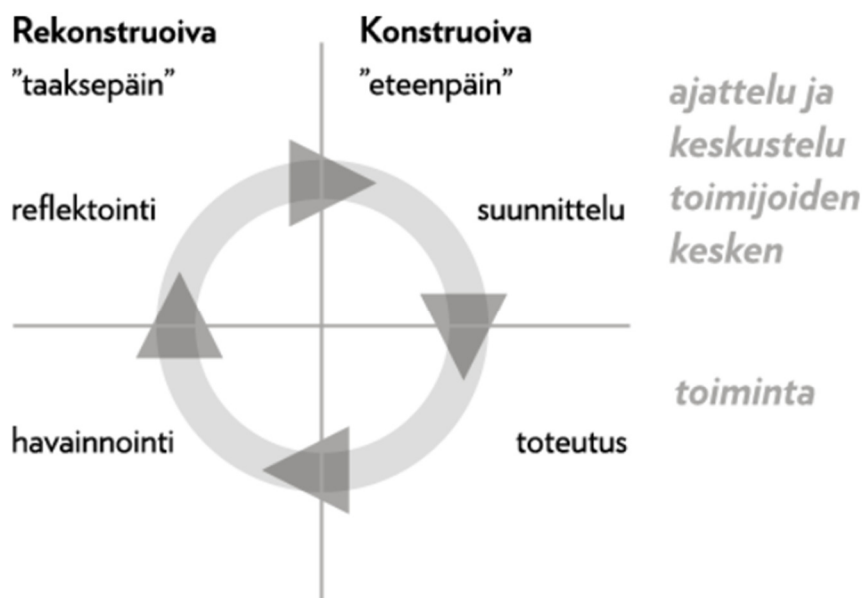 Rekonstruoiva
"taaksepäin"
Konstruoiva
"eteenpäin"
ajattelu ja
keskustelu
toimijoiden
kesken
reflektointi
suunnittelu
havainnointi
toteutus
toiminta